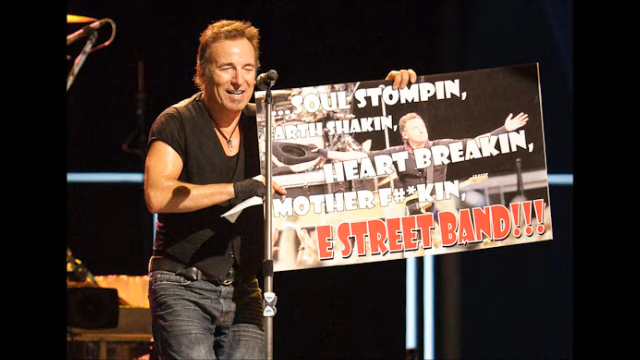 ...SOUL STOMPIN,
ARTH SHAKIN,
HEART BREAKIN,
MOTHER F#*KIN,
E STREET BAND!!!